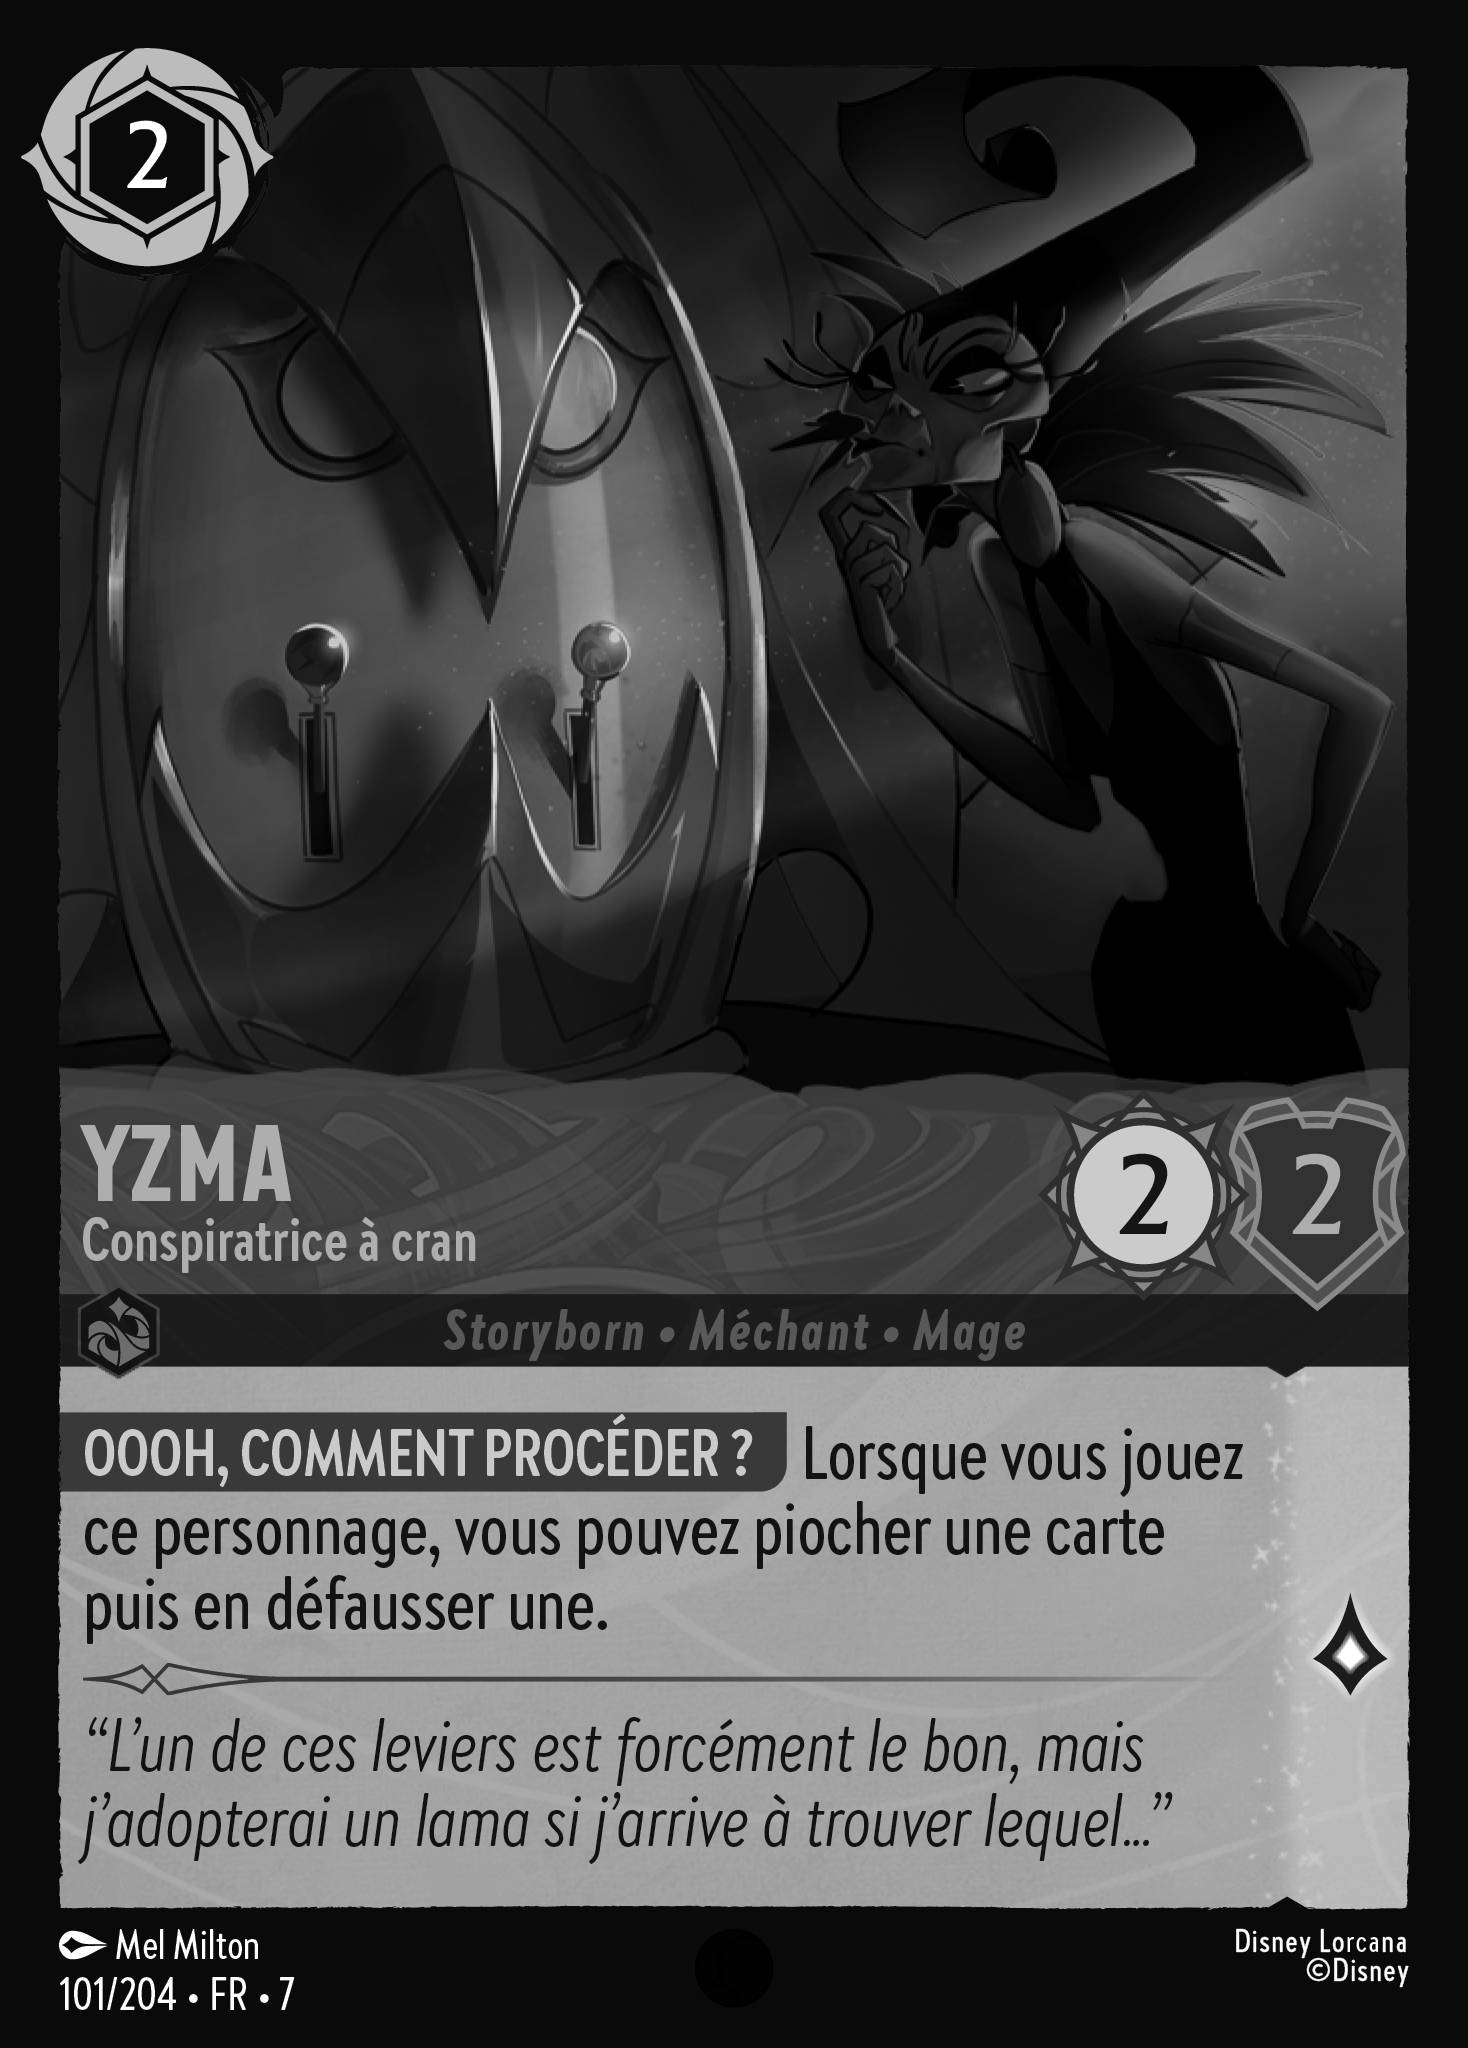 2
YZMA
Conspiratrice à cran
2 2
Storyborn • Méchant • Mage
OOOH, COMMENT PROCÉDER ? Lorsque vous jouez
ce personnage, vous pouvez piocher une carte
puis en défausser une.
“L’un de ces leviers est forcément le bon, mais
j’adopterai un lama si j’arrive à trouver lequel...”
Mel Milton
101/204 • FR • 7
Disney Lorcana
©Disney